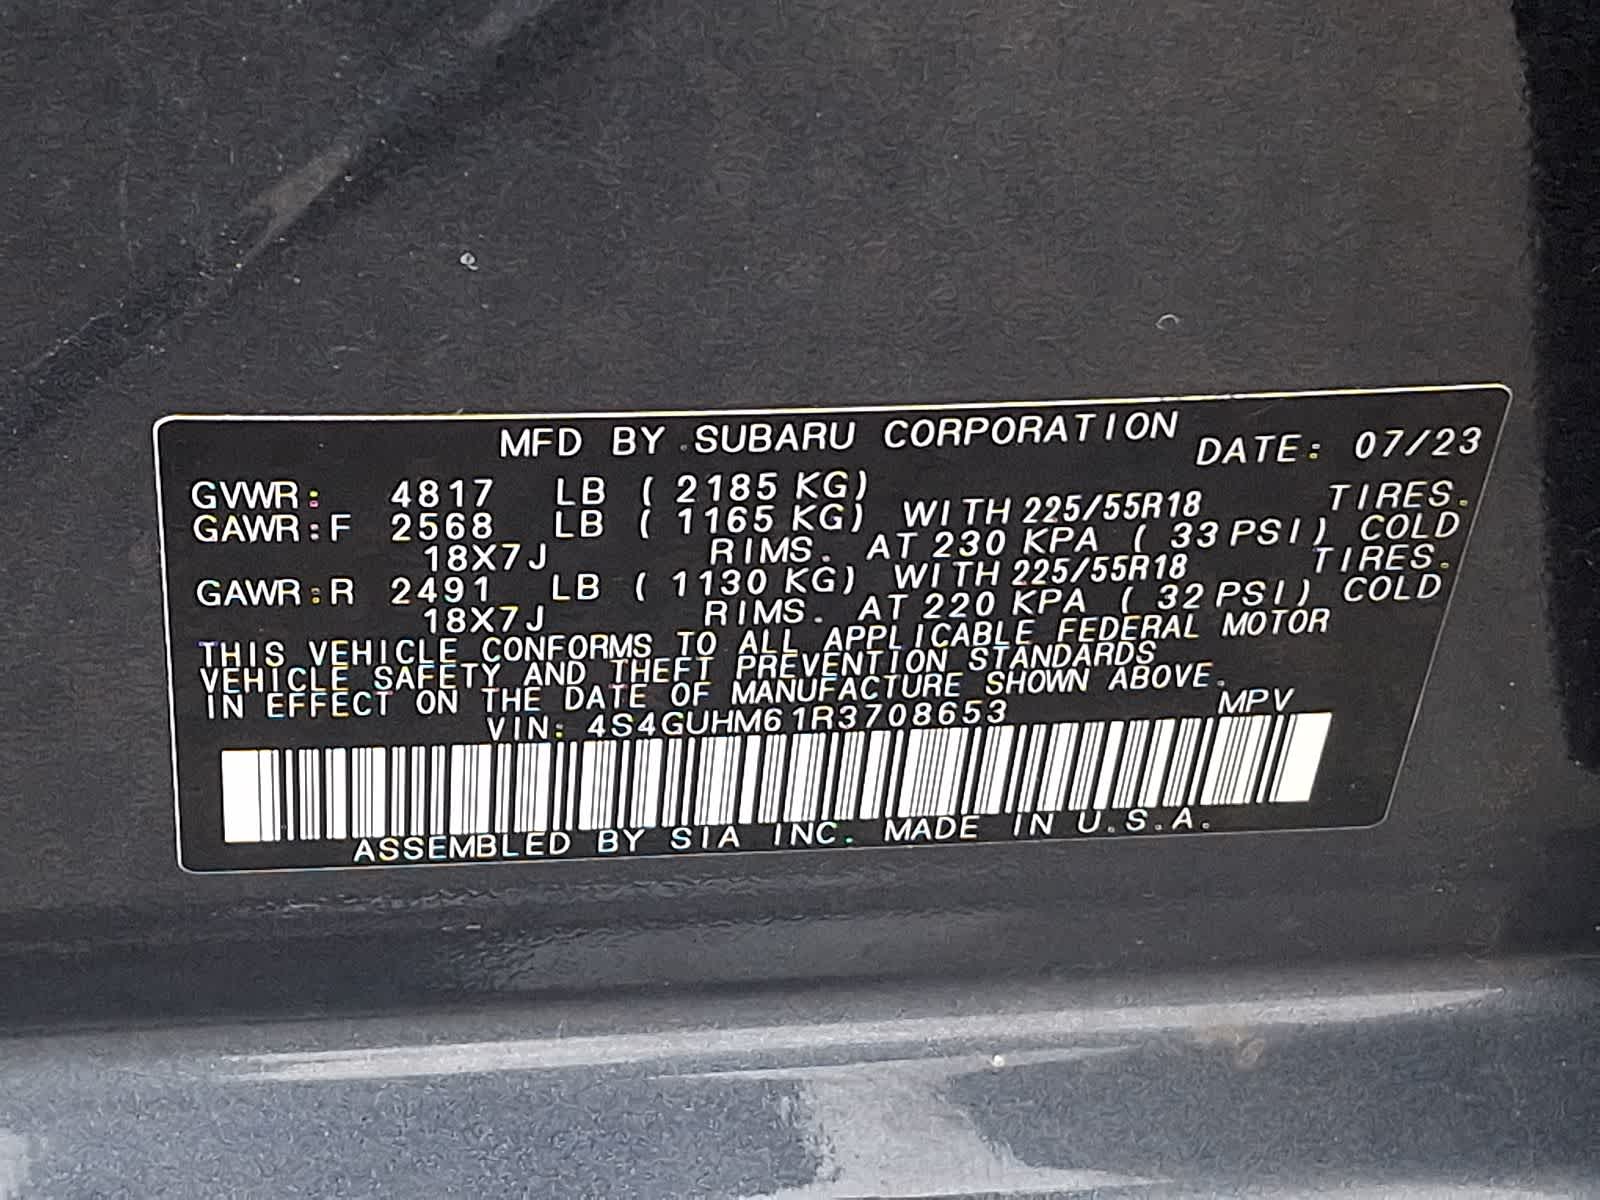 MFD BY SUBARU CORPORATION DATE: 07/23
GVWR: 4817 LB ( 2185 KG)
GAWR:F 2568 LB ( 1165 KG) WITH 225/55R18 TIRES.
18X7J RIMS. AT 230 KPA ( 33 PSI) COLD
GAWR:R 2491 LB ( 1130 KG) WITH 225/55R18 TIRES.
18X7J RIMS. AT 220 KPA ( 32 PSI) COLD
THIS VEHICLE CONFORMS TO ALL APPLICABLE FEDERAL MOTOR
VEHICLE SAFETY AND THEFT PREVENTION STANDARDS
IN EFFECT ON THE DATE OF MANUFACTURE SHOWN ABOVE.
VIN: 4S4GUHM61R3708653 MPV
ASSEMBLED BY SIA INC. MADE IN U.S.A.